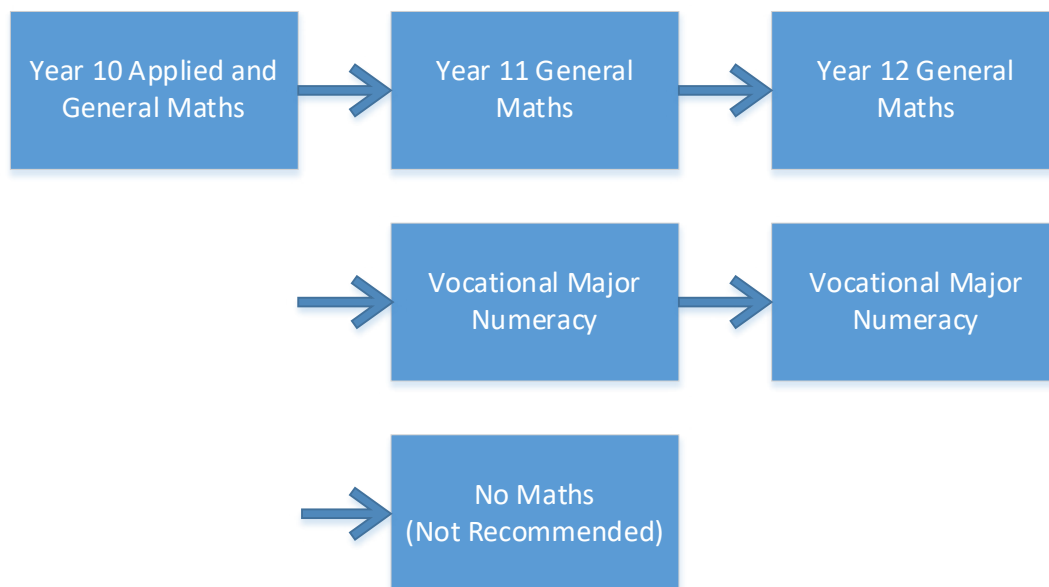 Year 10 Applied and
General Maths
Year 11 General
Maths
Year 12 General
Maths
Vocational Major
Numeracy
Vocational Major
Numeracy
No Maths
(Not Recommended)